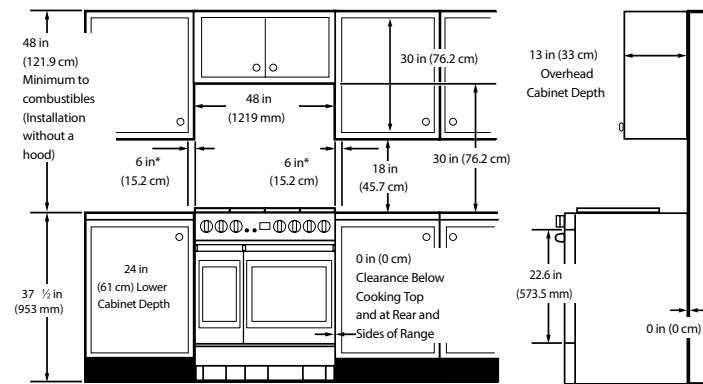 48 in
(121.9 cm)
Minimum to
combustibles
(Installation
without a
hood)
30 in (76.2 cm)
48 in
(1219 mm)
6 in*
(15.2 cm)
6 in*
(15.2 cm)
18 in
(45.7 cm)
30 in (76.2 cm)
13 in (33 cm)
Overhead
Cabinet Depth
37 ½ in
(953 mm)
24 in
(61 cm) Lower
Cabinet Depth
0 in (0 cm)
Clearance Below
Cooking Top
and at Rear and
Sides of Range
22.6 in
(573.5 mm)
0 in (0 cm)